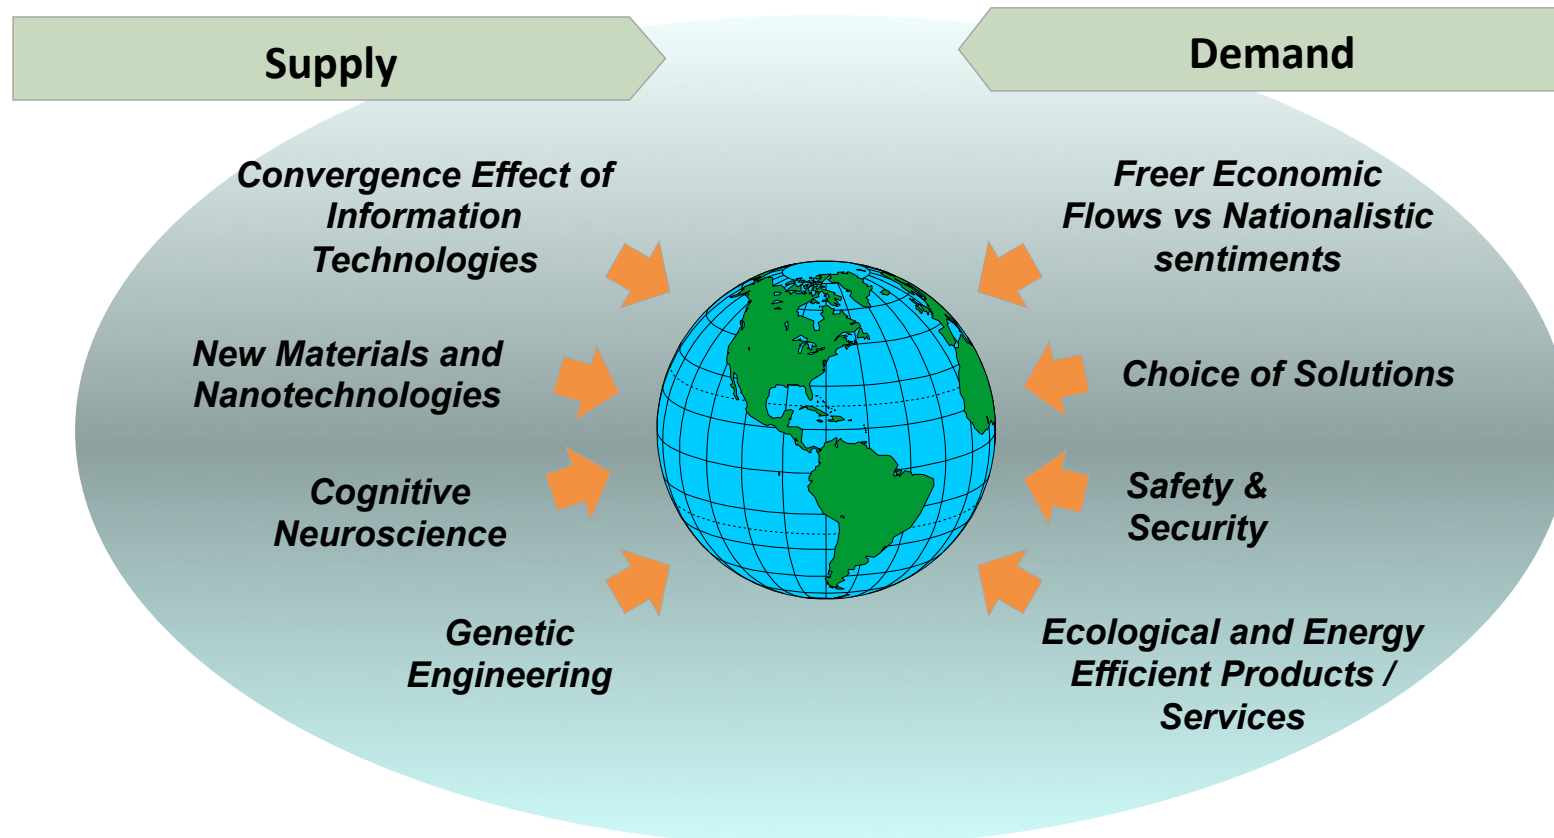 Supply
Demand
Convergence Effect of
Information
Technologies
New Materials and
Nanotechnologies
Cognitive
Neuroscience
Genetic
Engineering
Freer Economic
Flows vs Nationalistic
sentiments
Choice of Solutions
Safety &
Security
Ecological and Energy
Efficient Products /
Services